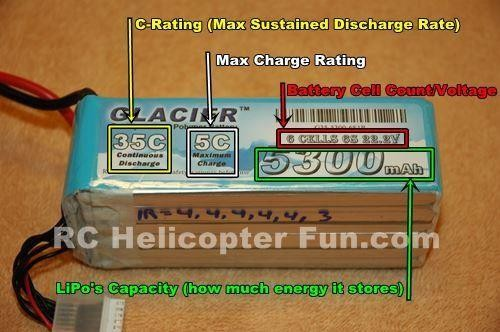 C-Rating (Max Sustained Discharge Rate)
Max Charge Rating
Battery Cell Count/Voltage
GLACIER™
35C
Continuous
Discharge
5C
Maximum
Charge
6 CELLS 6S 22.2V
5300mAh
IR=4,4,4,4,4,3
RC Helicopter Fun.com
LiPo's Capacity (how much energy it stores)